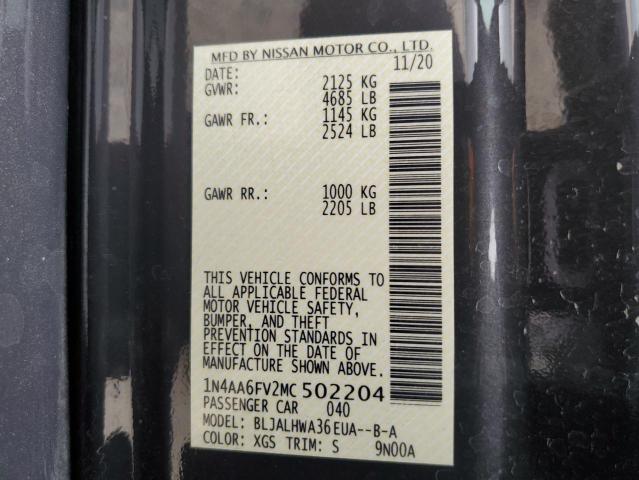 MFD BY NISSAN MOTOR CO., LTD.
DATE: 11/20
GVWR: 2125 KG
4685 LB
GAWR FR.: 1145 KG
2524 LB
GAWR RR.: 1000 KG
2205 LB
THIS VEHICLE CONFORMS TO
ALL APPLICABLE FEDERAL
MOTOR VEHICLE SAFETY,
BUMPER, AND THEFT
PREVENTION STANDARDS IN
EFFECT ON THE DATE OF
MANUFACTURE SHOWN ABOVE.
1N4AA6FV2MC502204
PASSENGER CAR 040
MODEL: BLJALHWA36EUA--B-A
COLOR: XGS TRIM: S 9N00A